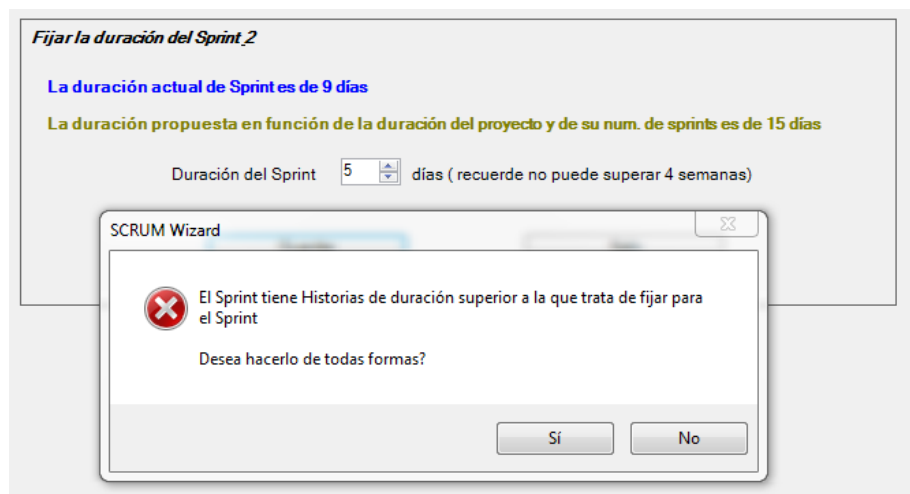 Fijar la duración del Sprint 2
La duración actual de Sprint es de 9 días
La duración propuesta en función de la duración del proyecto y de su num. de sprints es de 15 días
Duración del Sprint 5 días ( recuerde no puede superar 4 semanas)
SCRUM Wizard
El Sprint tiene Historias de duración superior a la que trata de fijar para
el Sprint
Desea hacerlo de todas formas?
Sí No